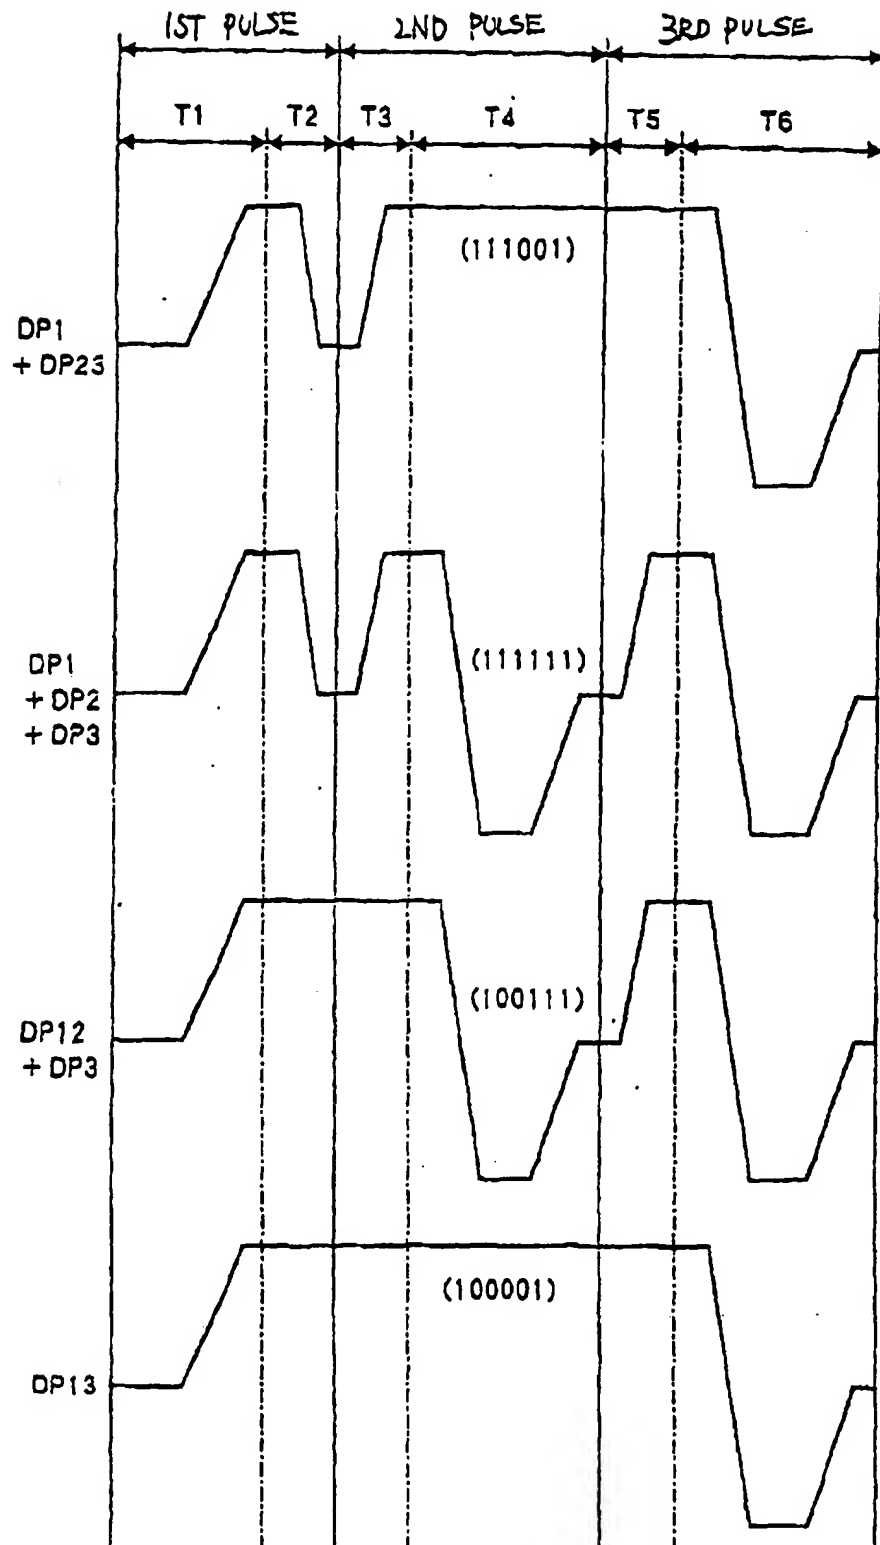 1ST PULSE 2ND PULSE 3RD PULSE
T1 T2 T3 T4 T5 T6
(111001)
DP1
+ DP23
(111111)
DP1
+ DP2
+ DP3
(100111)
DP12
+ DP3
(100001)
DP13